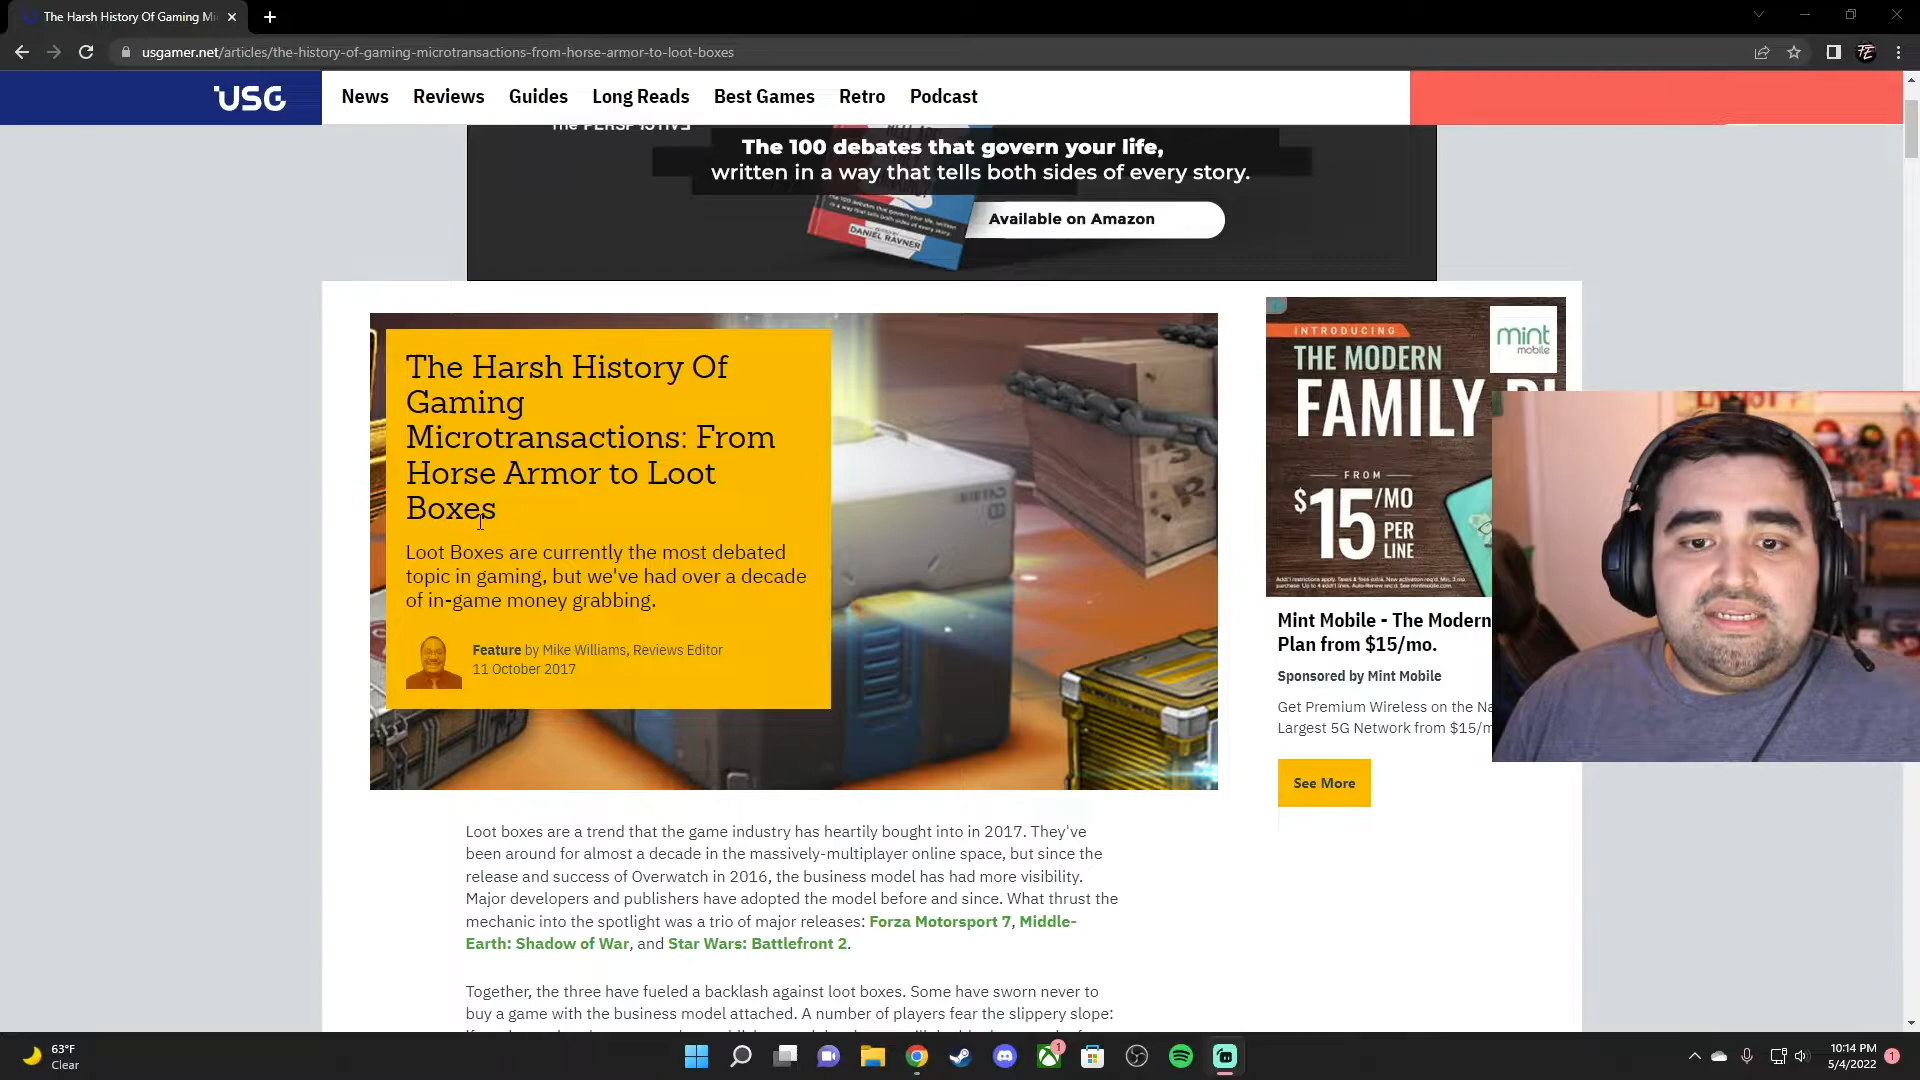 The Harsh History Of Gaming Mi
usgamer.net/articles/the-history-of-gaming-microtransactions-from-horse-armor-to-loot-boxes
USG
News Reviews Guides Long Reads Best Games Retro Podcast
The PERSPECTIVE
The 100 debates that govern your life,
written in a way that tells both sides of every story.
Available on Amazon
DANIEL RAVNER
The Harsh History Of
Gaming
Microtransactions: From
Horse Armor to Loot
Boxes
Loot Boxes are currently the most debated
topic in gaming, but we've had over a decade
of in-game money grabbing.
Feature by Mike Williams, Reviews Editor
11 October 2017
INTRODUCING
mint
mobile
THE MODERN
FAMILY
FROM
$15/MO
PER
LINE
Mint Mobile - The Modern
Plan from $15/mo.
Sponsored by Mint Mobile
Get Premium Wireless on the Na
Largest 5G Network from $15/m
See More
Loot boxes are a trend that the game industry has heartily bought into in 2017. They've
been around for almost a decade in the massively-multiplayer online space, but since the
release and success of Overwatch in 2016, the business model has had more visibility.
Major developers and publishers have adopted the model before and since. What thrust the
mechanic into the spotlight was a trio of major releases: Forza Motorsport 7, Middle-
Earth: Shadow of War, and Star Wars: Battlefront 2.
Together, the three have fueled a backlash against loot boxes. Some have sworn never to
buy a game with the business model attached. A number of players fear the slippery slope:
63°F
Clear
10:14 PM
5/4/2022
1
1